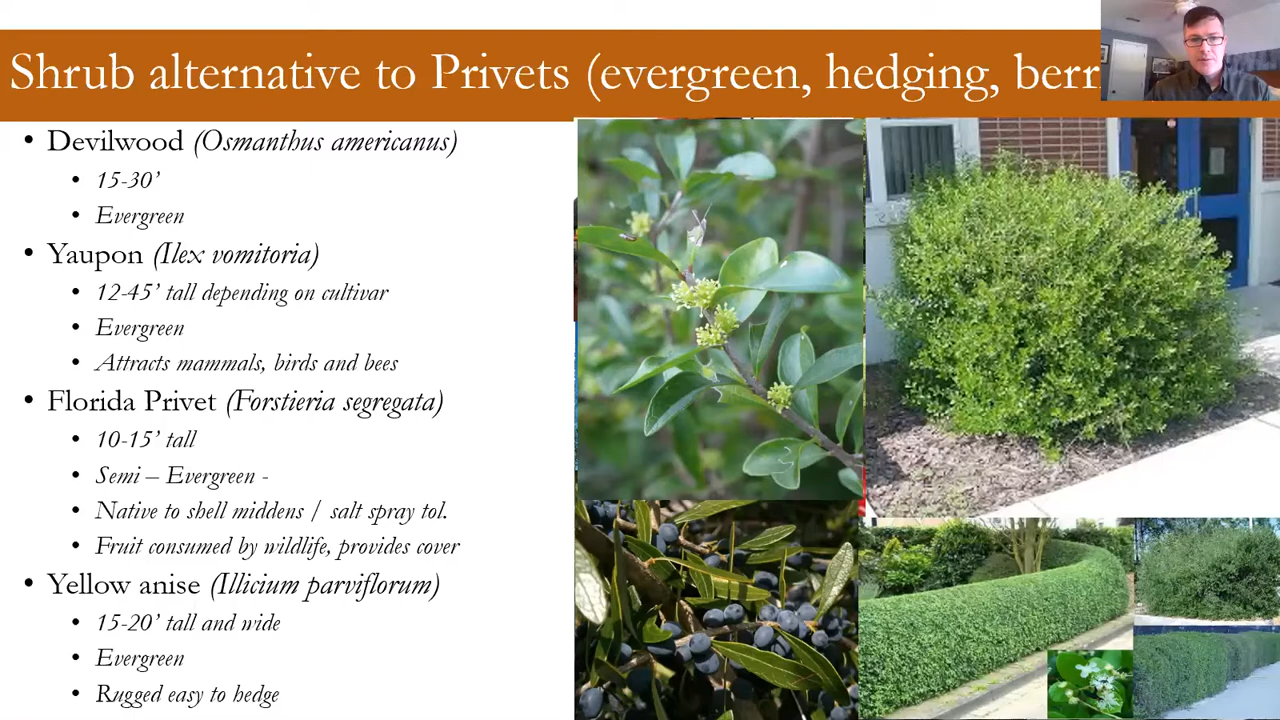 Shrub alternative to Privets (evergreen, hedging, berr
• Devilwood (Osmanthus americanus)
• 15-30’
• Evergreen
• Yaupon (Ilex vomitoria)
• 12-45’ tall depending on cultivar
• Evergreen
• Attracts mammals, birds and bees
• Florida Privet (Forstieria segregata)
• 10-15’ tall
• Semi – Evergreen -
• Native to shell middens / salt spray tol.
• Fruit consumed by wildlife, provides cover
• Yellow anise (Illicium parviflorum)
• 15-20’ tall and wide
• Evergreen
• Rugged easy to hedge